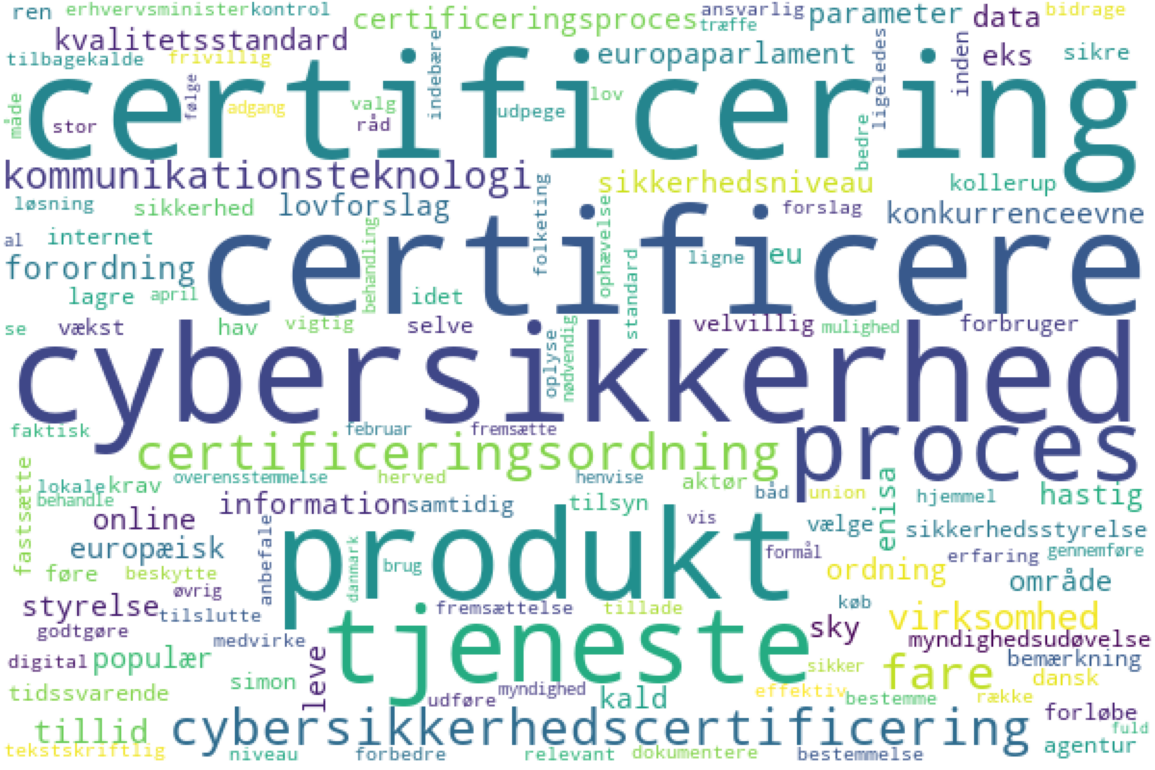 ren erhvervsminister kontrol certificeringsproces ansvarlig parameter data bidrage
træffe
kvalitetsstandard europaparlament eks sikre
tilbagekalde frivillig indebære ligeledes inden
certificering
måde stor følge adgang valg råd udpege lov bedre
kommunikationsteknologi sikkerhedsniveau kollerup
løsning sikkerhed lovforslag folketing ophævelse forslag konkurrenceevne
certificere
al internet behandling ligne eu
forordning standard
lagre april idet
se vækst hav vigtig selve velvillig mulighed forbruger
cybersikkerhed
oplyse nødvendig
faktisk februar fremsætte
certificeringsordning proces
fastsætte lokale krav overensstemmelse herved henvise aktør båd union enisa hjemmel hastig
behandle information samtidig tilsyn
online vis vælge sikkerhedsstyrelse
produkt
europæisk anbefale danmark brug formål erfaring gennemføre
føre beskytte ordning område
øvrig
styrelse tilslutte fremsættelse tillade køb virksomhed
tjeneste sky
godtgøre medvirke myndighedsudøvelse
digital populær leve sikker fare bemærkning
simon myndighed dansk
tidssvarende udføre kald effektiv bestemme række
tillid cybersikkerhedscertificering forløbe
fuld
tekstskriftlig niveau forbedre relevant dokumentere bestemmelse agentur